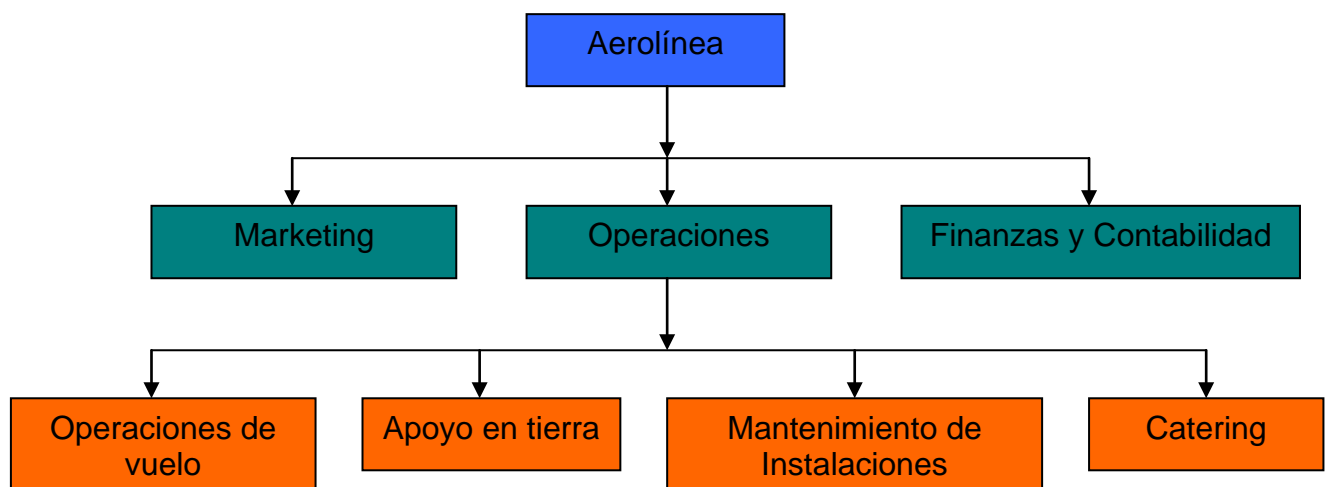 Aerolínea
Marketing
Operaciones
Finanzas y Contabilidad
Operaciones de
vuelo
Apoyo en tierra
Mantenimiento de
Instalaciones
Catering